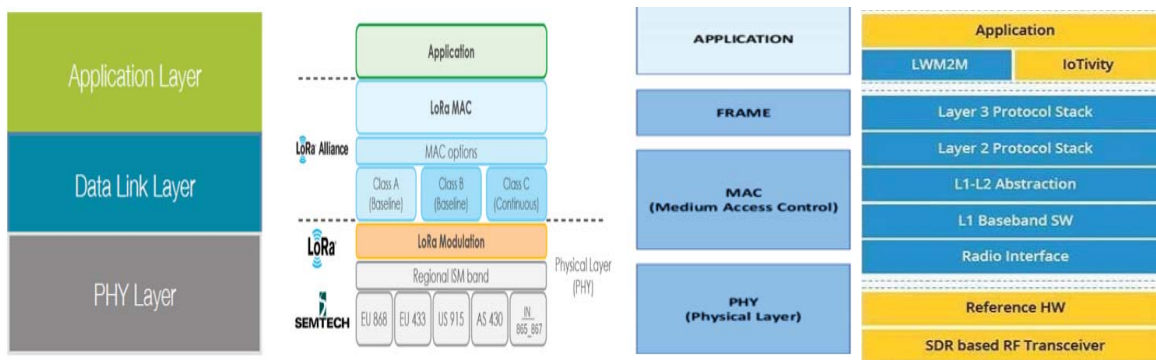 Application Layer
Data Link Layer
PHY Layer
Application
LoRa MAC
LoRa Alliance
MAC options
Class A
(Baseline)
Class B
(Baseline)
Class C
(Continuous)
LoRa
LoRa Modulation
Regional ISM band
Physical Layer
(PHY)
SEMTECH
EU 868
EU 433
US 915
AS 430
IN
865_867
APPLICATION
FRAME
MAC
(Medium Access Control)
PHY
(Physical Layer)
Application
LWM2M
IoTivity
Layer 3 Protocol Stack
Layer 2 Protocol Stack
L1-L2 Abstraction
L1 Baseband SW
Radio Interface
Reference HW
SDR based RF Transceiver